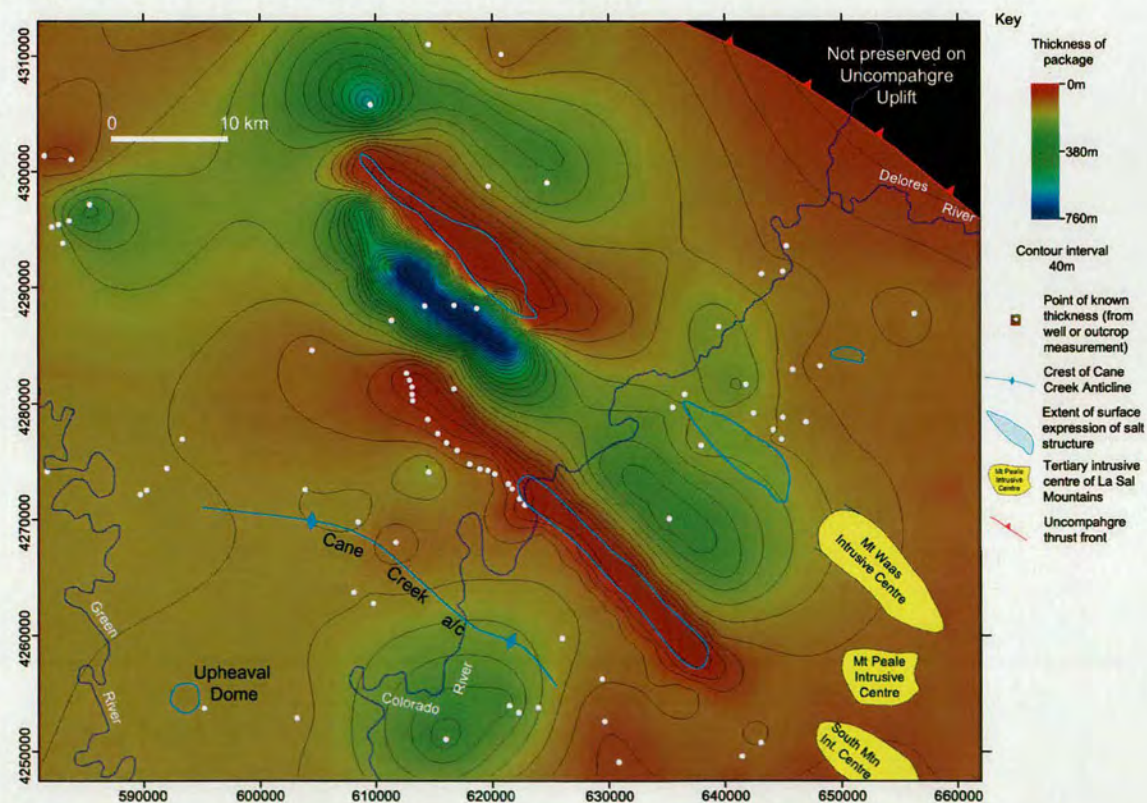 Not preserved on
Uncompahgre
Uplift
0 10 km
Delores
River
Cane
Creek
a/c
Green
River
Upheaval
Dome
Colorado
River
Mt Waas
Intrusive Centre
Mt Peale
Intrusive
Centre
South Mtn
Int. Centre
4310000
4300000
4290000
4280000
4270000
4260000
4250000
590000 600000 610000 620000 630000 640000 650000 660000
Key
Thickness of
package
0m
380m
760m
Contour interval
40m
Point of known
thickness (from
well or outcrop
measurement)
Crest of Cane
Creek Anticline
Extent of surface
expression of salt
structure
Mt Peale
Intrusive
Centre
Tertiary intrusive
centre of La Sal
Mountains
Uncompahgre
thrust front